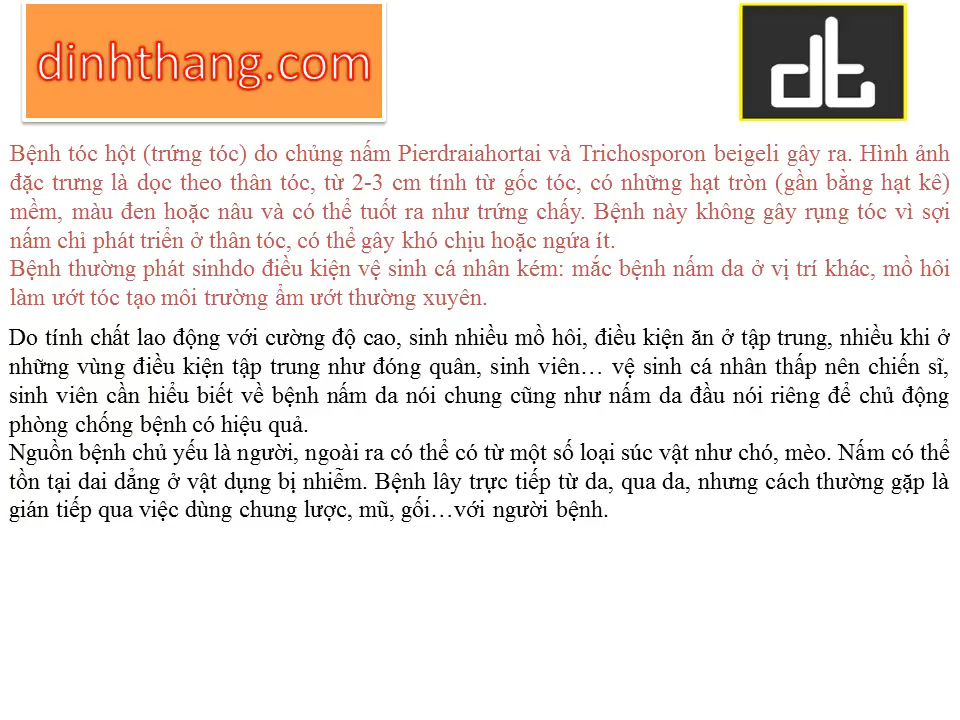 dinhthang.com
dt
Bệnh tóc hột (trứng tóc) do chủng nấm Pierdraiahortai và Trichosporon beigeli gây ra. Hình ảnh
đặc trưng là dọc theo thân tóc, từ 2-3 cm tính từ gốc tóc, có những hạt tròn (gần bằng hạt kê)
mềm, màu đen hoặc nâu và có thể tuốt ra như trứng chấy. Bệnh này không gây rụng tóc vì sợi
nấm chỉ phát triển ở thân tóc, có thể gây khó chịu hoặc ngứa ít.
Bệnh thường phát sinhdo điều kiện vệ sinh cá nhân kém: mắc bệnh nấm da ở vị trí khác, mồ hôi
làm ướt tóc tạo môi trường ẩm ướt thường xuyên.
Do tính chất lao động với cường độ cao, sinh nhiều mồ hôi, điều kiện ăn ở tập trung, nhiều khi ở
những vùng điều kiện tập trung như đóng quân, sinh viên… vệ sinh cá nhân thấp nên chiến sĩ,
sinh viên cần hiểu biết về bệnh nấm da nói chung cũng như nấm da đầu nói riêng để chủ động
phòng chống bệnh có hiệu quả.
Nguồn bệnh chủ yếu là người, ngoài ra có thể có từ một số loại súc vật như chó, mèo. Nấm có thể
tồn tại dai dẳng ở vật dụng bị nhiễm. Bệnh lây trực tiếp từ da, qua da, nhưng cách thường gặp là
gián tiếp qua việc dùng chung lược, mũ, gối…với người bệnh.